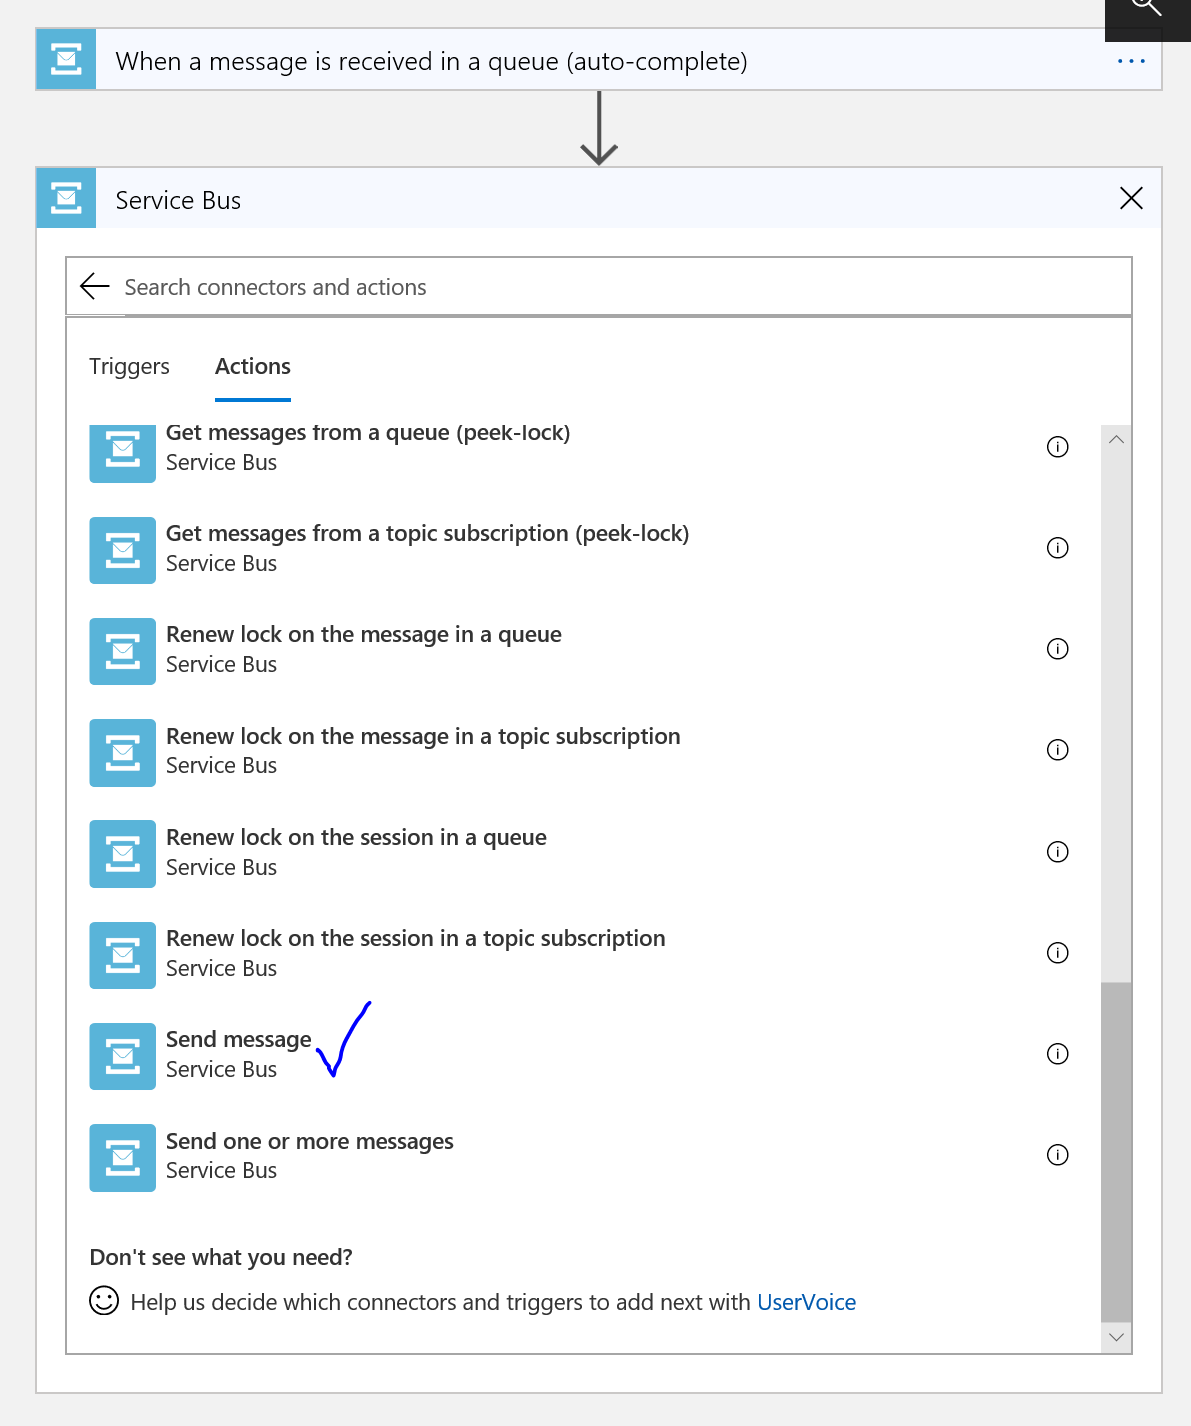 When a message is received in a queue (auto-complete)
Service Bus
Search connectors and actions
Triggers Actions
Get messages from a queue (peek-lock)
Service Bus
Get messages from a topic subscription (peek-lock)
Service Bus
Renew lock on the message in a queue
Service Bus
Renew lock on the message in a topic subscription
Service Bus
Renew lock on the session in a queue
Service Bus
Renew lock on the session in a topic subscription
Service Bus
Send message
Service Bus
Send one or more messages
Service Bus
Don't see what you need?
Help us decide which connectors and triggers to add next with UserVoice